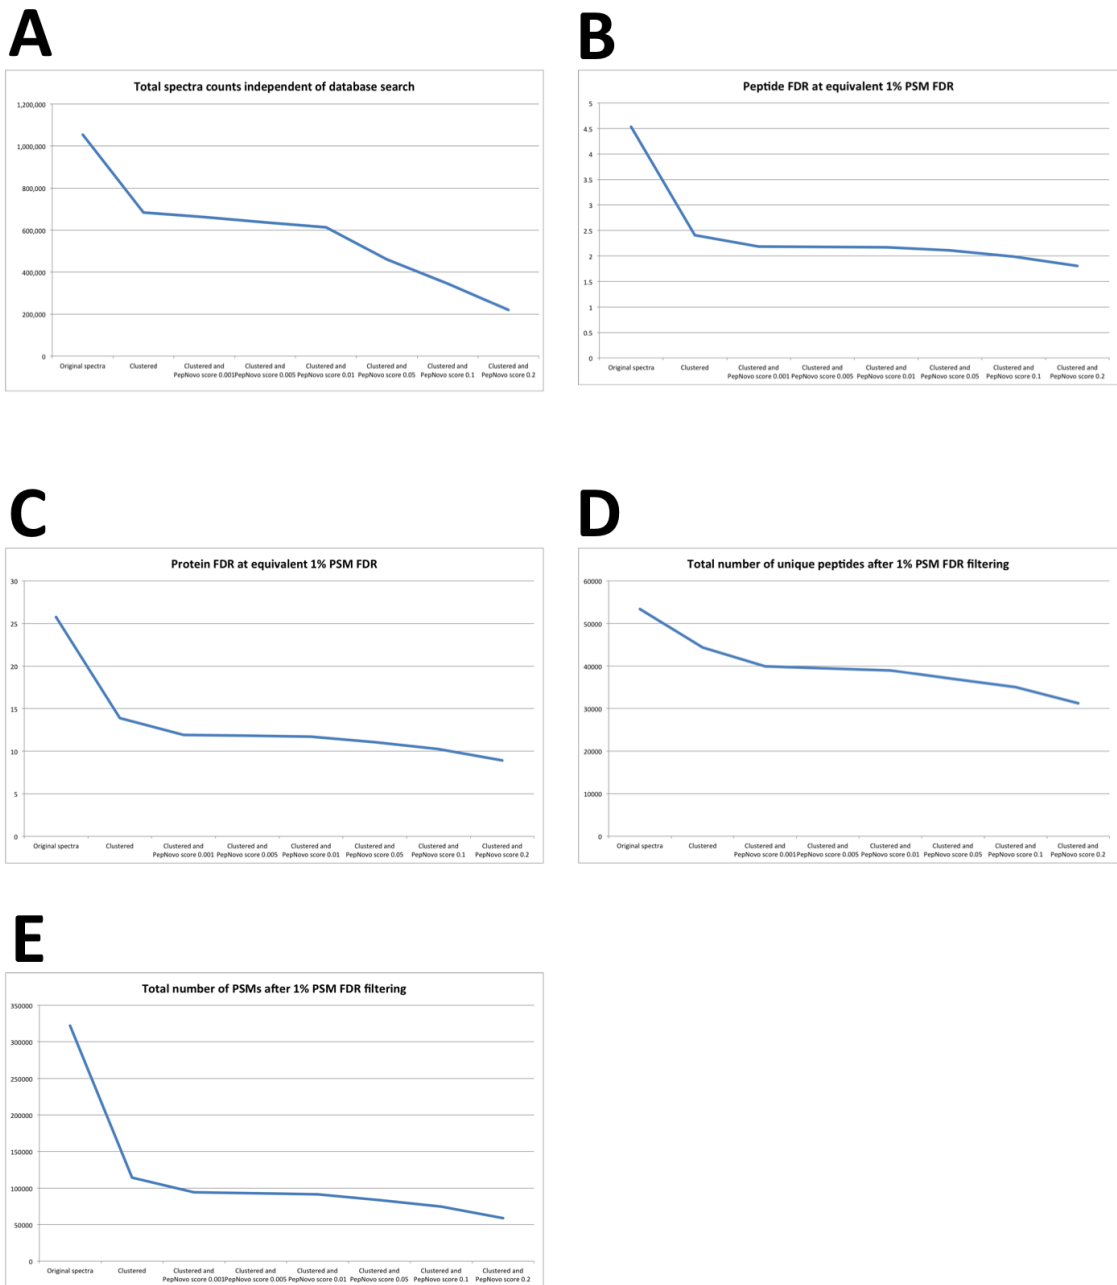 A
Total spectra counts independent of database search
1,200,000
1,000,000
800,000
600,000
400,000
200,000
0
Original spectra Clustered Clustered and Clustered and Clustered and Clustered and Clustered and Clustered and
PepNovo score 0.001 PepNovo score 0.005 PepNovo score 0.01 PepNovo score 0.05 PepNovo score 0.1 PepNovo score 0.2
B
Peptide FDR at equivalent 1% PSM FDR
5
4.5
4
3.5
3
2.5
2
1.5
1
0.5
0
Original spectra Clustered Clustered and Clustered and Clustered and Clustered and Clustered and Clustered and
PepNovo score 0.001 PepNovo score 0.005 PepNovo score 0.01 PepNovo score 0.05 PepNovo score 0.1 PepNovo score 0.2
C
Protein FDR at equivalent 1% PSM FDR
30
25
20
15
10
5
0
Original spectra Clustered Clustered and Clustered and Clustered and Clustered and Clustered and Clustered and
PepNovo score 0.001 PepNovo score 0.005 PepNovo score 0.01 PepNovo score 0.05 PepNovo score 0.1 PepNovo score 0.2
D
Total number of unique peptides after 1% PSM FDR filtering
60000
50000
40000
30000
20000
10000
0
Original spectra Clustered Clustered and Clustered and Clustered and Clustered and Clustered and Clustered and
PepNovo score 0.001 PepNovo score 0.005 PepNovo score 0.01 PepNovo score 0.05 PepNovo score 0.1 PepNovo score 0.2
E
Total number of PSMs after 1% PSM FDR filtering
350000
300000
250000
200000
150000
100000
50000
0
Original spectra Clustered Clustered and Clustered and Clustered and Clustered and Clustered and Clustered and
PepNovo score 0.001 PepNovo score 0.005 PepNovo score 0.01 PepNovo score 0.05 PepNovo score 0.1 PepNovo score 0.2